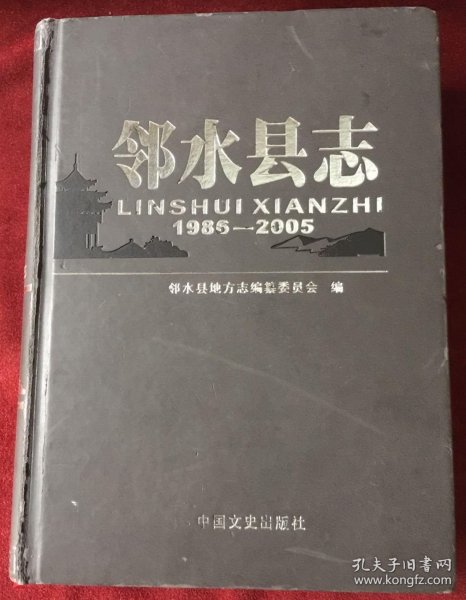 邻水县志
LINSHUI XIANZHI
1986—2005
邻水县地方志编纂委员会 编
中国文史出版社
孔夫子旧书网
www.kongfz.com